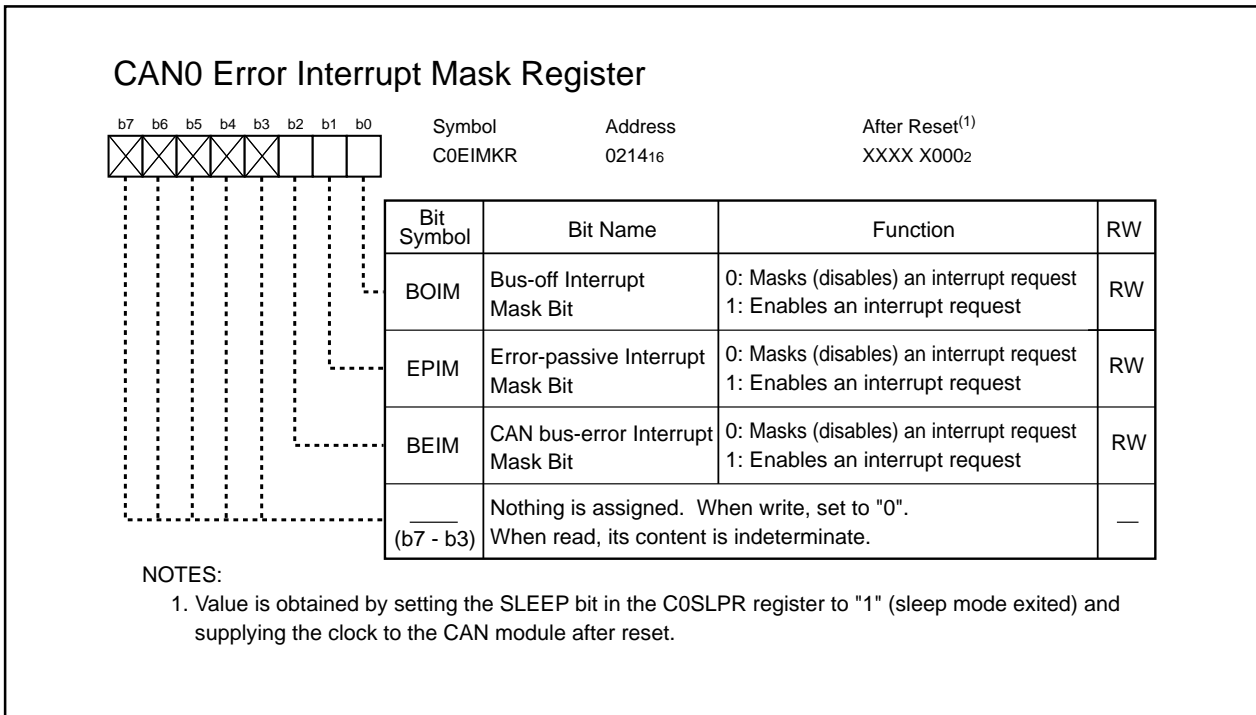 CAN0 Error Interrupt Mask Register
b7 b6 b5 b4 b3 b2 b1 b0
Symbol Address After Reset(1)
C0EIMKR 021416 XXXX X0002
Bit Symbol Bit Name Function RW
BOIM Bus-off Interrupt Mask Bit 0: Masks (disables) an interrupt request RW
1: Enables an interrupt request
EPIM Error-passive Interrupt Mask Bit 0: Masks (disables) an interrupt request RW
1: Enables an interrupt request
BEIM CAN bus-error Interrupt Mask Bit 0: Masks (disables) an interrupt request RW
1: Enables an interrupt request
(b7 - b3) Nothing is assigned. When write, set to "0". —
When read, its content is indeterminate.
NOTES:
1. Value is obtained by setting the SLEEP bit in the C0SLPR register to "1" (sleep mode exited) and
supplying the clock to the CAN module after reset.